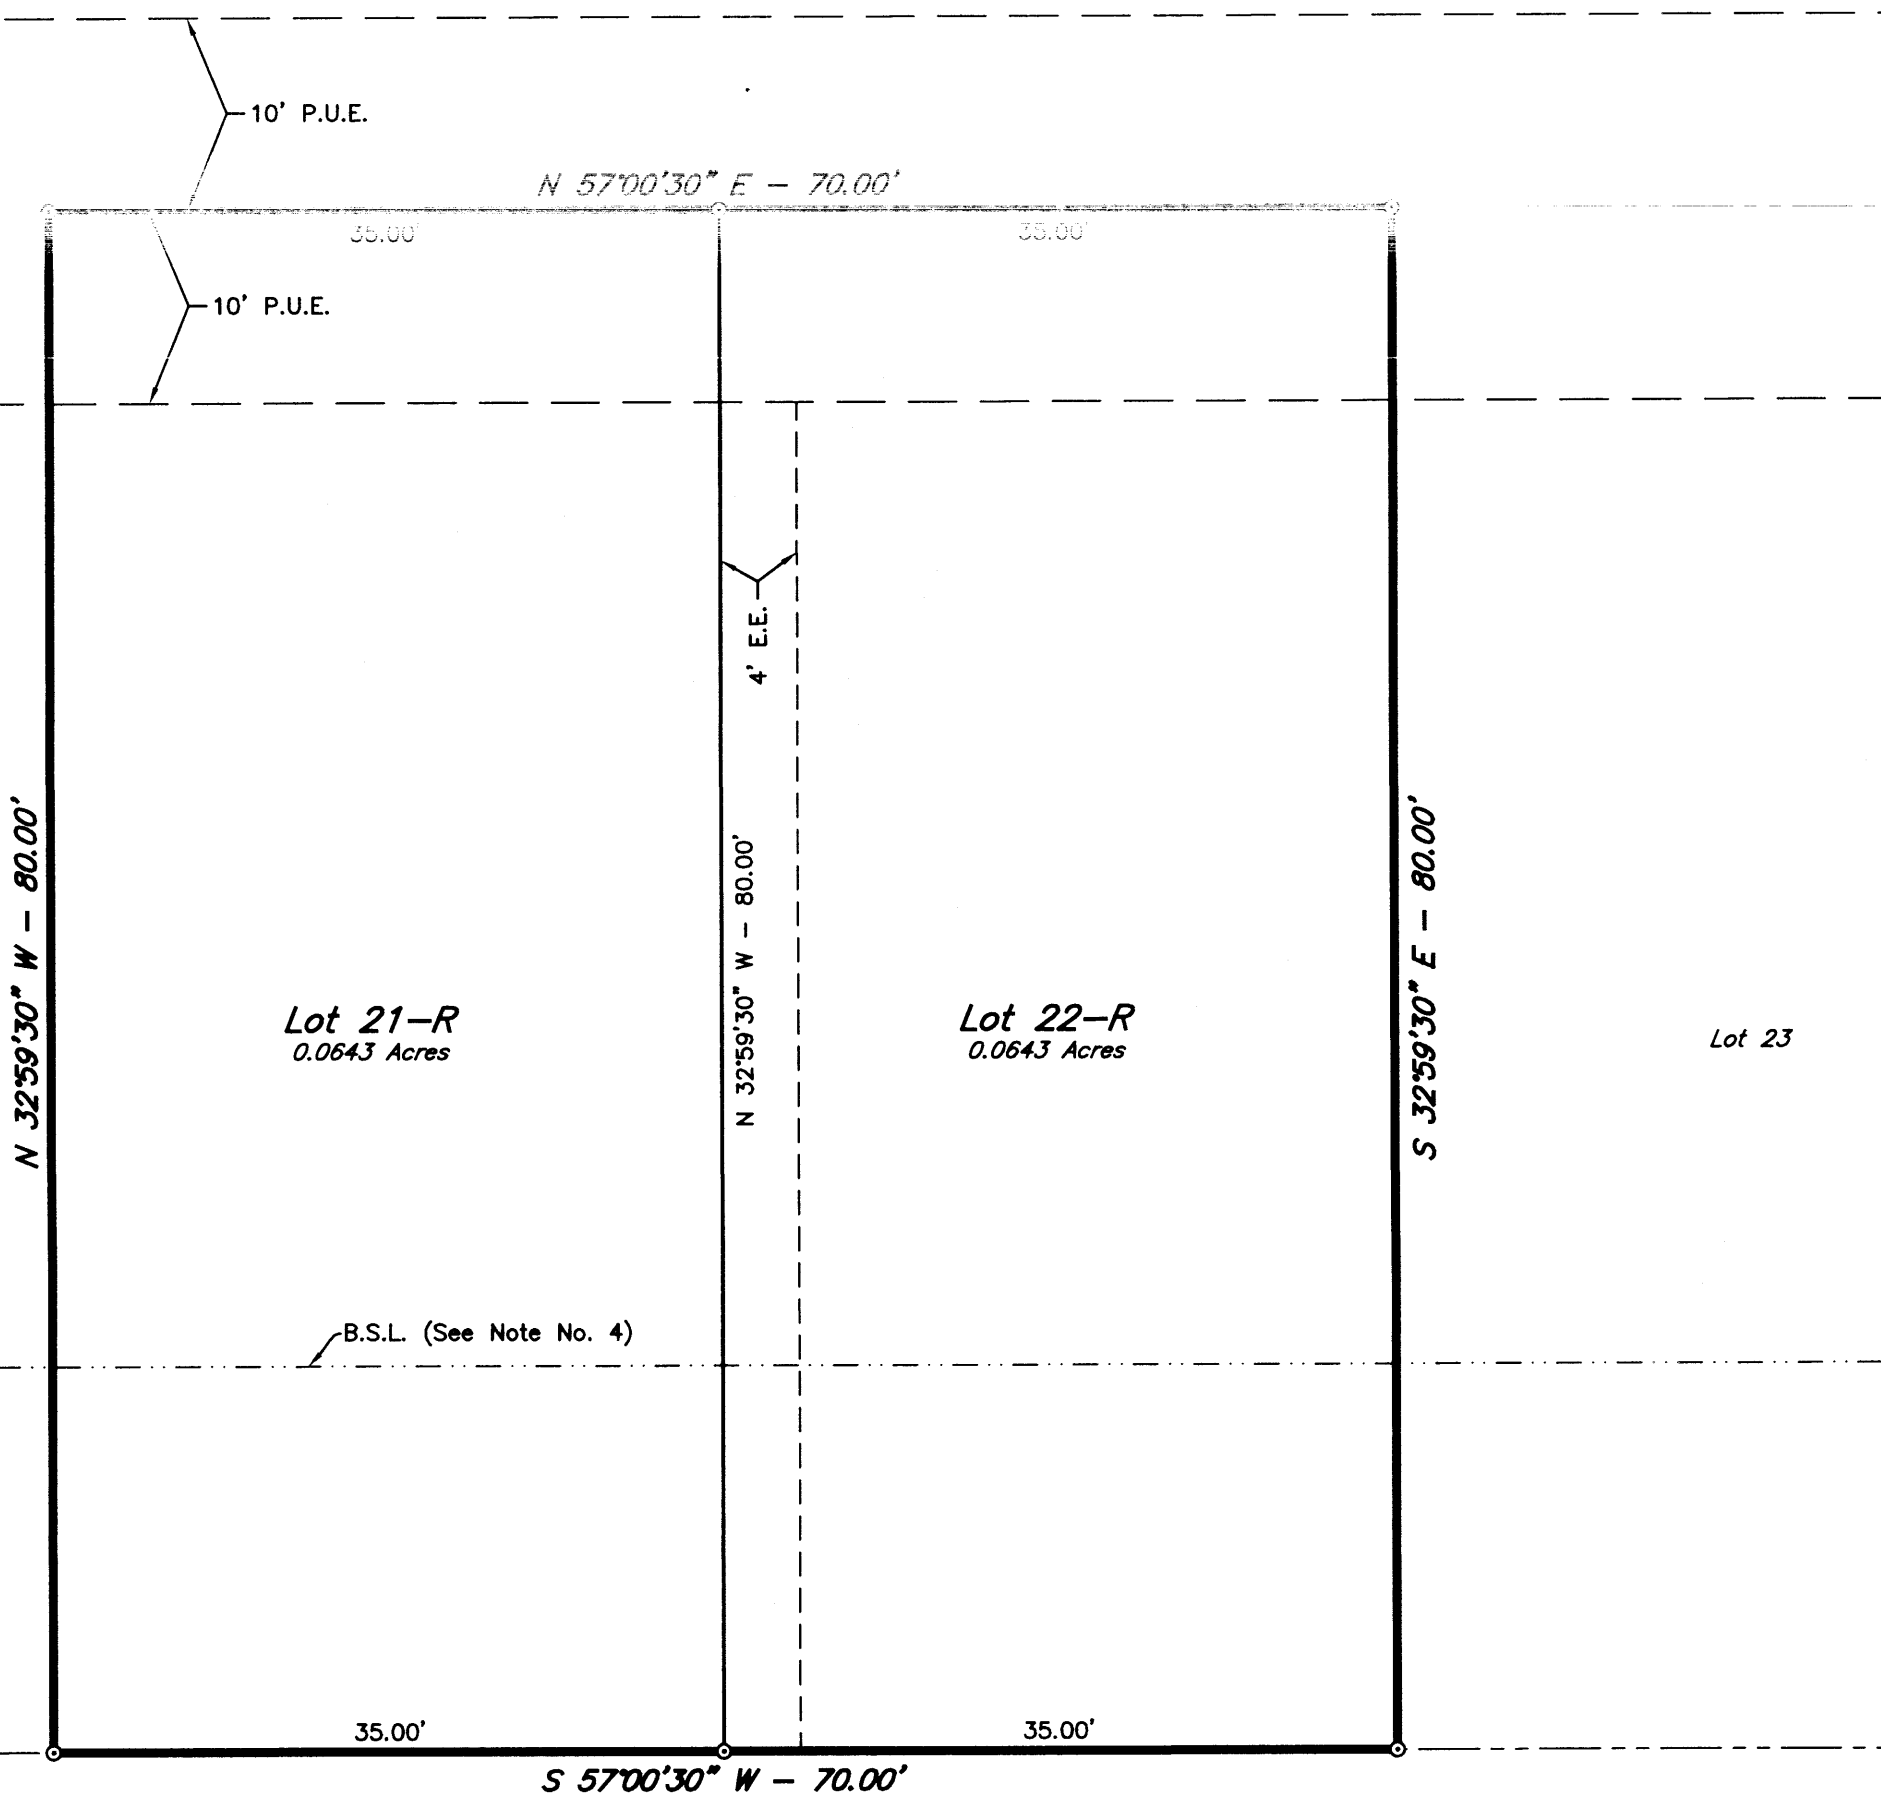 10' P.U.E.
N 57°00'30" E – 70.00'
35.00'
35.00'
10' P.U.E.
4' E.E.
N 32°59'30" W – 80.00'
N 32°59'30" W – 80.00'
S 32°59'30" E – 80.00'
Lot 21–R
0.0643 Acres
Lot 22–R
0.0643 Acres
Lot 23
B.S.L. (See Note No. 4)
35.00'
35.00'
S 57°00'30" W – 70.00'